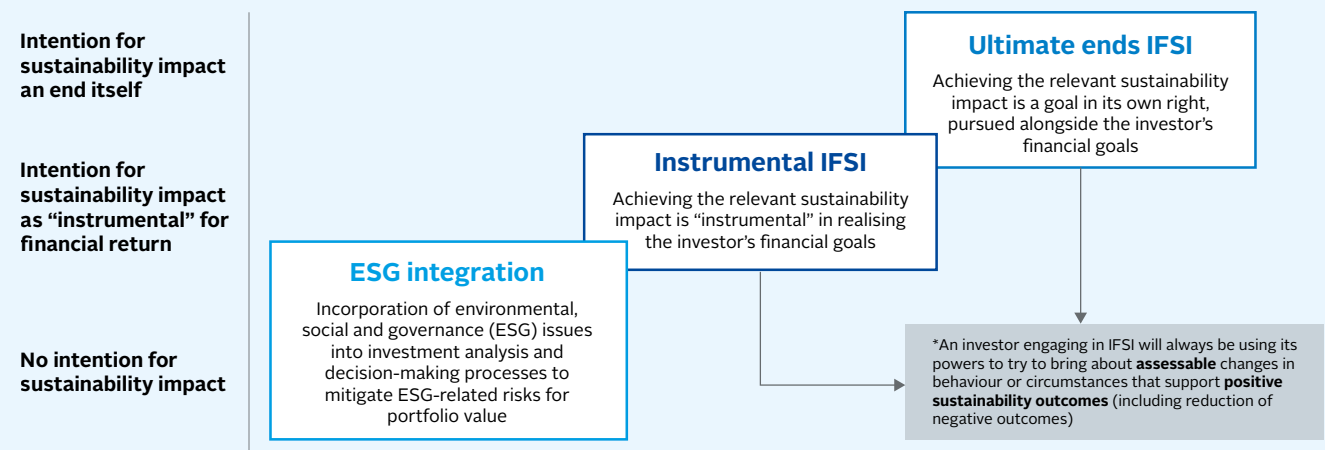 Intention for
sustainability impact
an end itself
Intention for
sustainability impact
as “instrumental” for
financial return
No intention for
sustainability impact
Ultimate ends IFSI
Achieving the relevant sustainability
impact is a goal in its own right,
pursued alongside the investor’s
financial goals
Instrumental IFSI
Achieving the relevant sustainability
impact is “instrumental” in realising
the investor’s financial goals
ESG integration
Incorporation of environmental,
social and governance (ESG) issues
into investment analysis and
decision-making processes to
mitigate ESG-related risks for
portfolio value
*An investor engaging in IFSI will always be using its
powers to try to bring about assessable changes in
behaviour or circumstances that support positive
sustainability outcomes (including reduction of
negative outcomes)